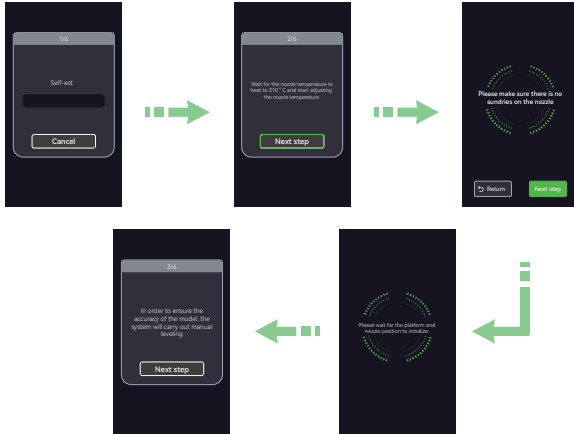 1/6
Self-est
Cancel
2/6
Wait for the nozzle temperature to
heat to 210°C and start adjusting
the nozzle temperature
Next step
Please make sure there is no
sundries on the nozzle
Return
Next step
Please wait for the platform and
nozzle position to initialize
3/6
In order to ensure the
accuracy of the model, the
system will carry out manual
leveling
Next step